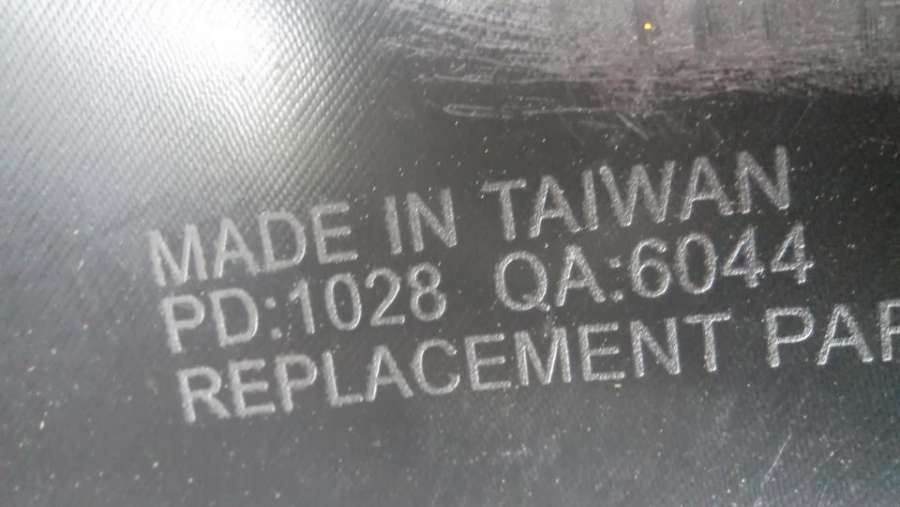 MADE IN TAIWAN
PD:1028 QA:6044
REPLACEMENT PAR